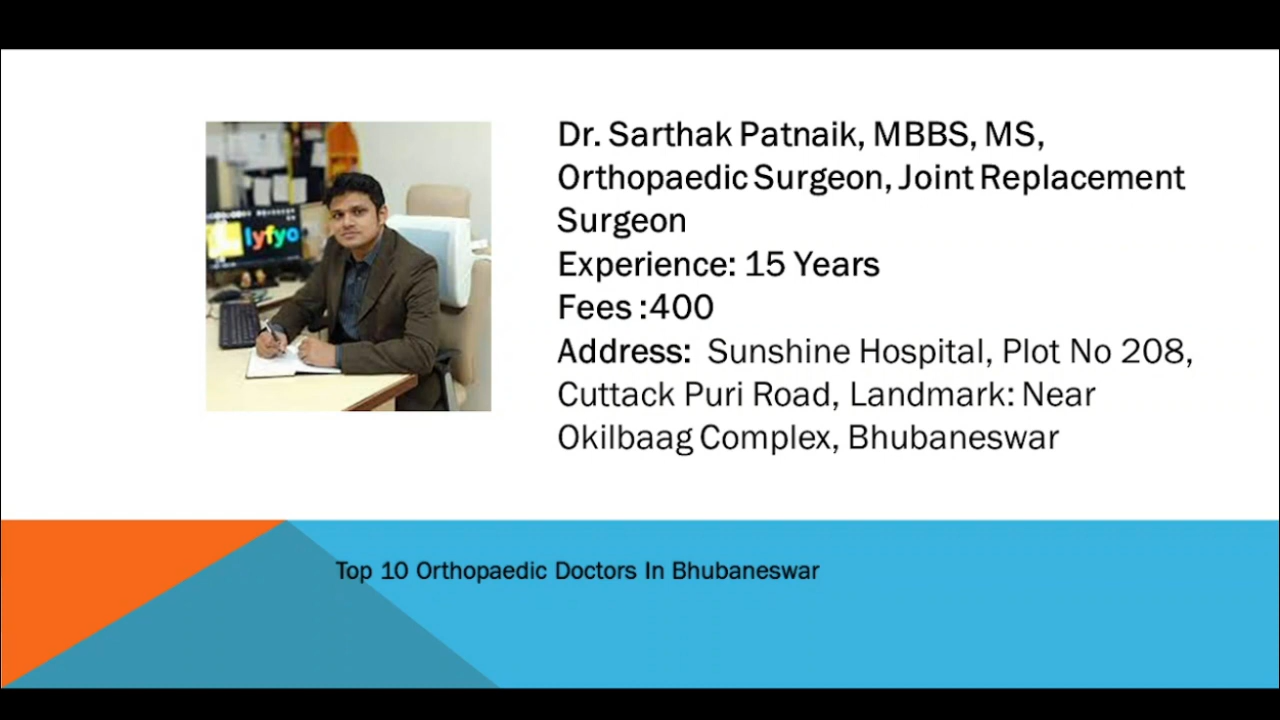 lyfyo
Dr. Sarthak Patnaik, MBBS, MS,
Orthopaedic Surgeon, Joint Replacement
Surgeon
Experience: 15 Years
Fees :400
Address: Sunshine Hospital, Plot No 208,
Cuttack Puri Road, Landmark: Near
Okilbaag Complex, Bhubaneswar
Top 10 Orthopaedic Doctors In Bhubaneswar